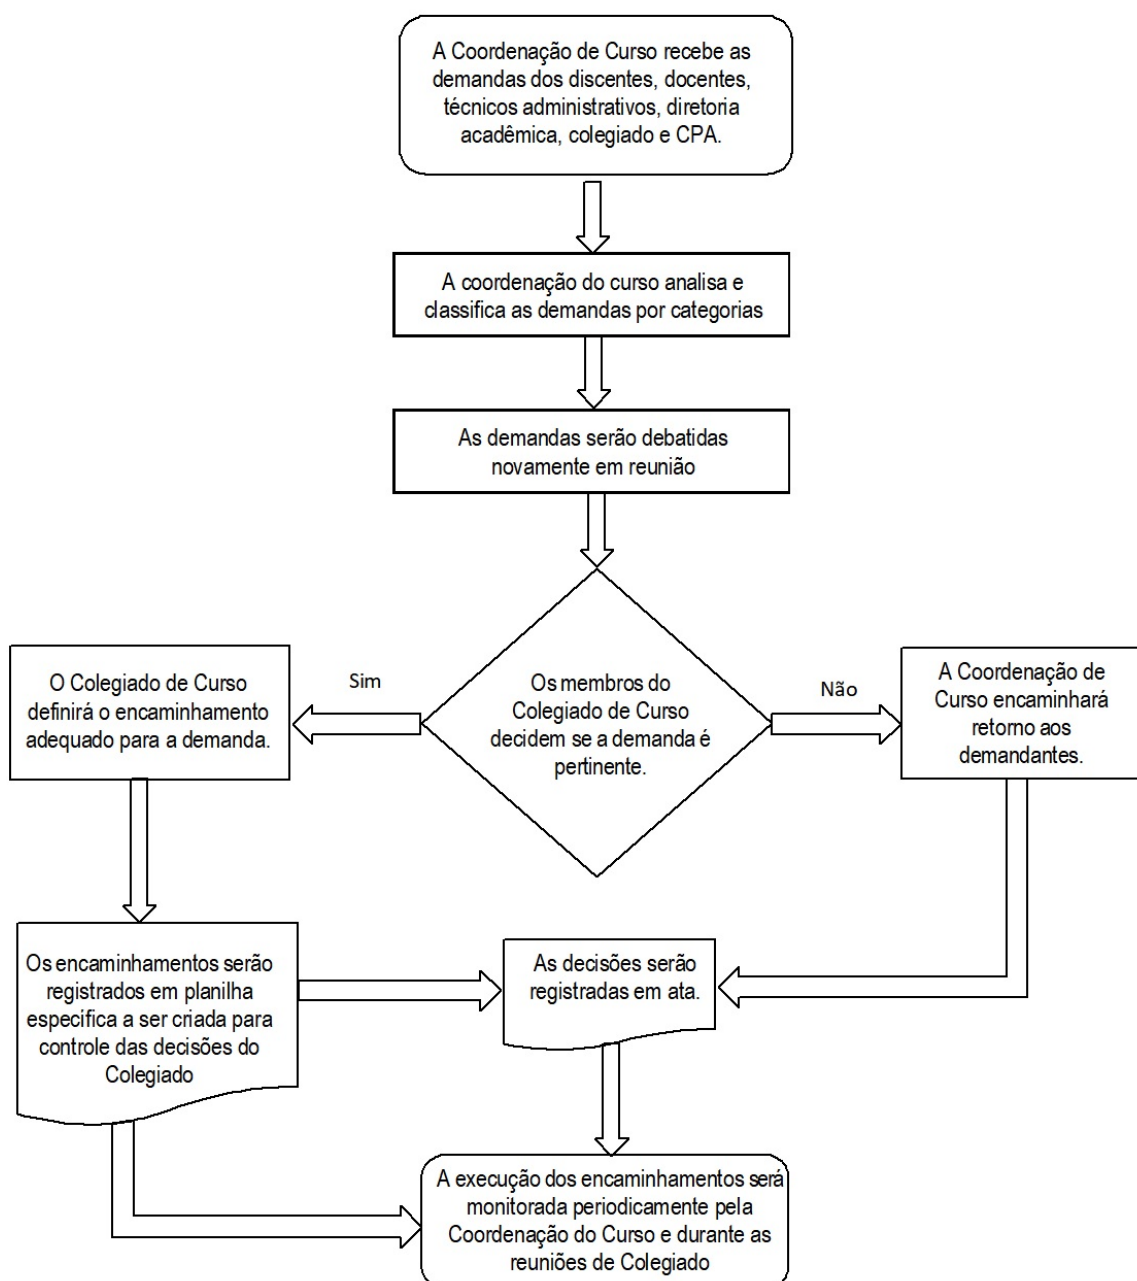 A Coordenação de Curso recebe as
demandas dos discentes, docentes,
técnicos administrativos, diretoria
acadêmica, colegiado e CPA.
A coordenação do curso analisa e
classifica as demandas por categorias
As demandas serão debatidas
novamente em reunião
Os membros do
Colegiado de Curso
decidem se a demanda é
pertinente.
Sim
O Colegiado de Curso
definirá o encaminhamento
adequado para a demanda.
Não
A Coordenação de
Curso encaminhará
retorno aos
demandantes.
Os encaminhamentos serão
registrados em planilha
especifica a ser criada para
controle das decisões do
Colegiado
As decisões serão
registradas em ata.
A execução dos encaminhamentos será
monitorada periodicamente pela
Coordenação do Curso e durante as
reuniões de Colegiado